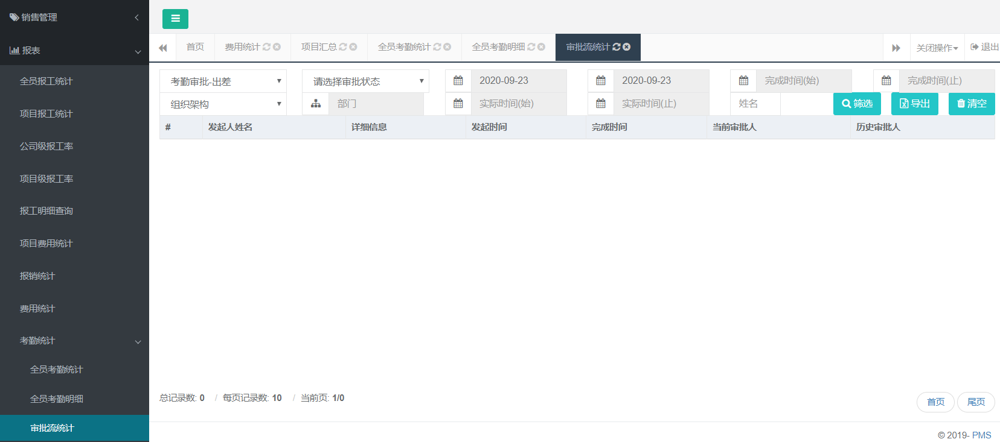 销售管理
报表
全员报工统计
项目报工统计
公司级报工率
项目级报工率
报工明细查询
项目费用统计
报销统计
费用统计
考勤统计
全员考勤统计
全员考勤明细
审批流统计
首页 费用统计 项目汇总 全员考勤统计 全员考勤明细 审批流统计 关闭操作 退出
考勤审批-出差 请选择审批状态 2020-09-23 2020-09-23 完成时间(始) 完成时间(止)
组织架构 部门 实际时间(始) 实际时间(止) 姓名 筛选 导出 清空
# 发起人姓名 详细信息 发起时间 完成时间 当前审批人 历史审批人
总记录数: 0 / 每页记录数: 10 / 当前页: 1/0 首页 尾页
© 2019- PMS